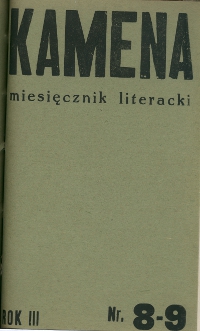 KAMENA
miesięcznik literacki
ROK III Nr. 8-9